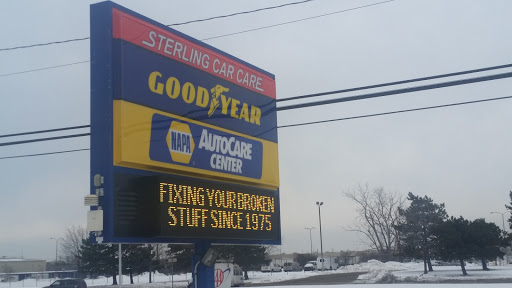 STERLING CAR CARE
GOODYEAR
NAPA AUTOCARE
CENTER
FIXING YOUR BROKEN
STUFF SINCE 1975